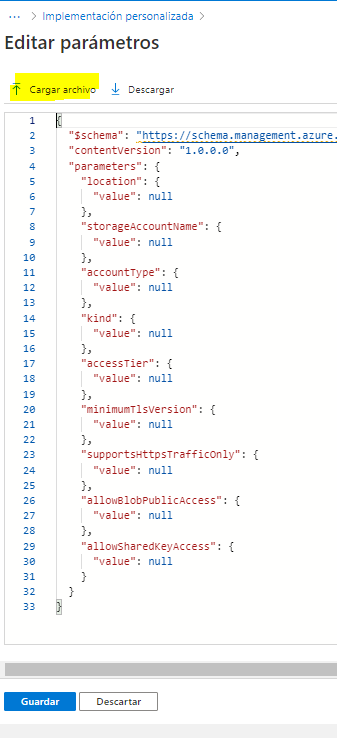 ... > Implementación personalizada >
Editar parámetros
Cargar archivo Descargar
1 {
2 "$schema": "https://schema.management.azure.
3 "contentVersion": "1.0.0.0",
4 "parameters": {
5 "location": {
6 "value": null
7 },
8 "storageAccountName": {
9 "value": null
10 },
11 "accountType": {
12 "value": null
13 },
14 "kind": {
15 "value": null
16 },
17 "accessTier": {
18 "value": null
19 },
20 "minimumTlsVersion": {
21 "value": null
22 },
23 "supportsHttpsTrafficOnly": {
24 "value": null
25 },
26 "allowBlobPublicAccess": {
27 "value": null
28 },
29 "allowSharedKeyAccess": {
30 "value": null
31 }
32 }
33 }
Guardar Descartar